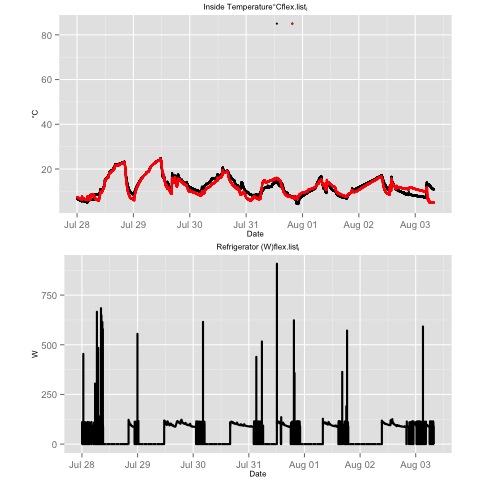 Inside Temperature°Cflex.listi
80
60
40
20
°C
Jul 28 Jul 29 Jul 30 Jul 31 Aug 01 Aug 02 Aug 03
Date
Refrigerator (W)flex.listi
750
500
250
0
W
Jul 28 Jul 29 Jul 30 Jul 31 Aug 01 Aug 02 Aug 03
Date